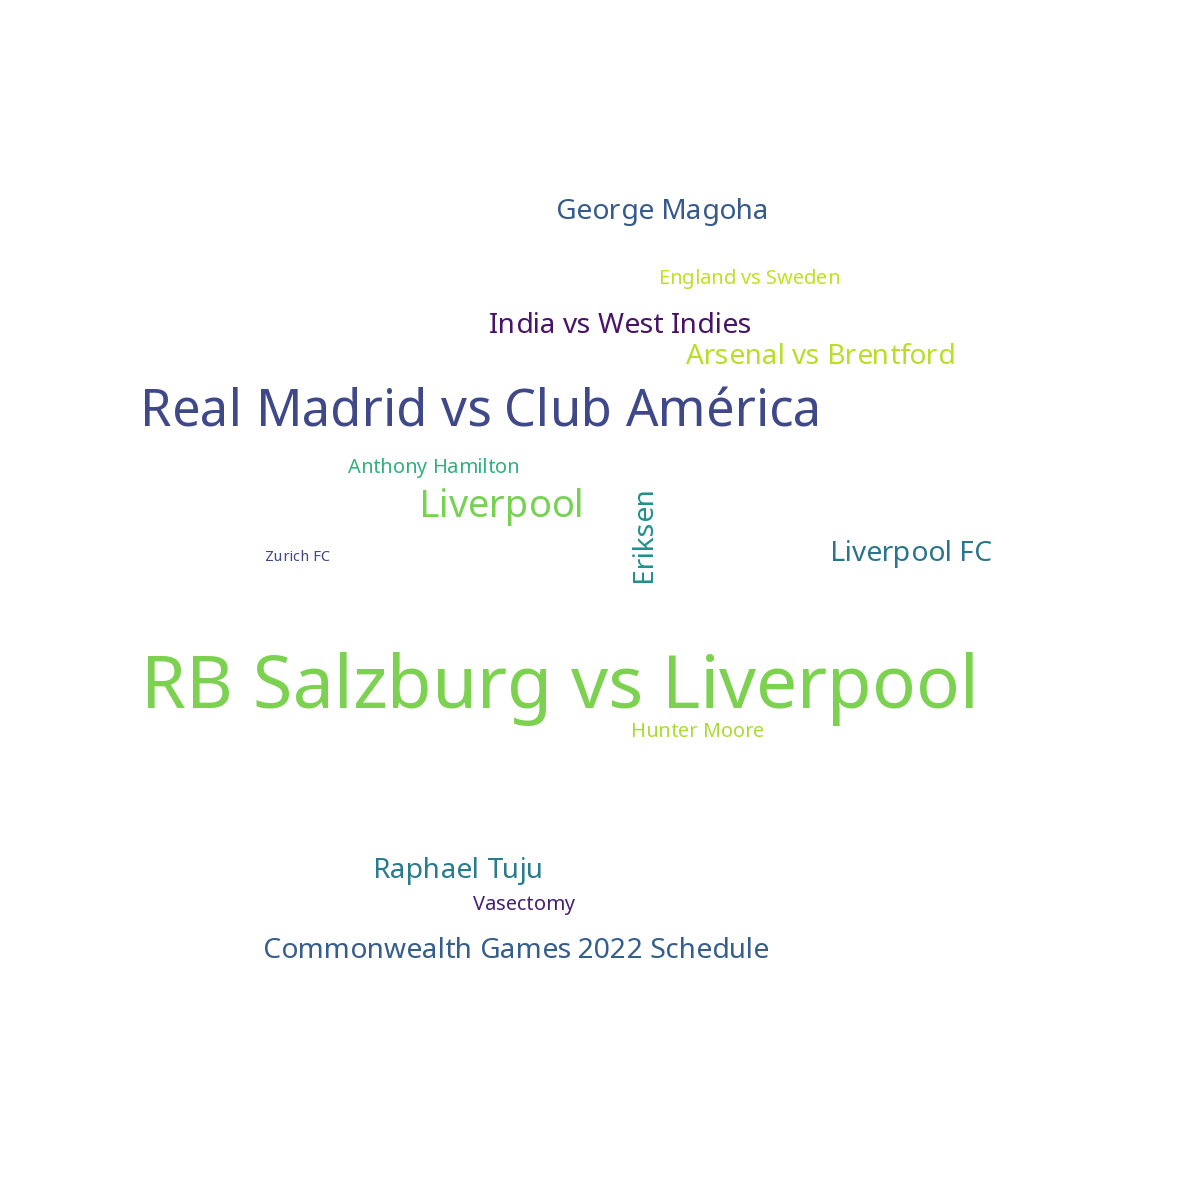 George Magoha
England vs Sweden
India vs West Indies
Arsenal vs Brentford
Real Madrid vs Club América
Anthony Hamilton
Liverpool
Eriksen
Liverpool FC
Zurich FC
RB Salzburg vs Liverpool
Hunter Moore
Raphael Tuju
Vasectomy
Commonwealth Games 2022 Schedule